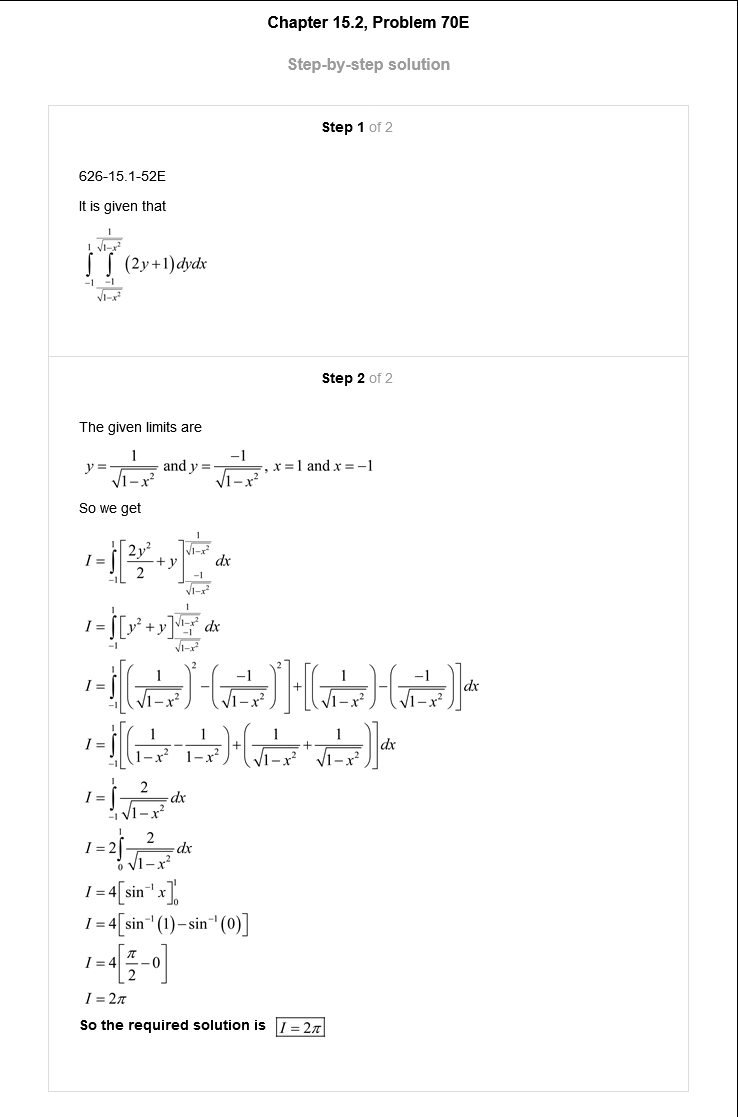 Chapter 15.2, Problem 70E
Step-by-step solution
Step 1 of 2
626-15.1-52E
It is given that
$\int_{-1}^{1} \int_{\frac{-1}{\sqrt{1-x^2}}}^{\frac{1}{\sqrt{1-x^2}}} (2y+1) dydx$
Step 2 of 2
The given limits are
$y = \frac{1}{\sqrt{1-x^2}}$ and $y = \frac{-1}{\sqrt{1-x^2}}$, $x = 1$ and $x = -1$
So we get
$I = \int_{-1}^{1} \left[ \frac{2y^2}{2} + y \right]_{\frac{-1}{\sqrt{1-x^2}}}^{\frac{1}{\sqrt{1-x^2}}} dx$
$I = \int_{-1}^{1} \left[ y^2 + y \right]_{\frac{-1}{\sqrt{1-x^2}}}^{\frac{1}{\sqrt{1-x^2}}} dx$
$I = \int_{-1}^{1} \left[ \left( \frac{1}{\sqrt{1-x^2}} \right)^2 - \left( \frac{-1}{\sqrt{1-x^2}} \right)^2 \right] + \left[ \left( \frac{1}{\sqrt{1-x^2}} \right) - \left( \frac{-1}{\sqrt{1-x^2}} \right) \right] dx$
$I = \int_{-1}^{1} \left[ \left( \frac{1}{1-x^2} - \frac{1}{1-x^2} \right) + \left( \frac{1}{\sqrt{1-x^2}} + \frac{1}{\sqrt{1-x^2}} \right) \right] dx$
$I = \int_{-1}^{1} \frac{2}{\sqrt{1-x^2}} dx$
$I = 2 \int_{0}^{1} \frac{2}{\sqrt{1-x^2}} dx$
$I = 4 \left[ \sin^{-1} x \right]_{0}^{1}$
$I = 4 \left[ \sin^{-1}(1) - \sin^{-1}(0) \right]$
$I = 4 \left[ \frac{\pi}{2} - 0 \right]$
$I = 2\pi$
So the required solution is $I = 2\pi$